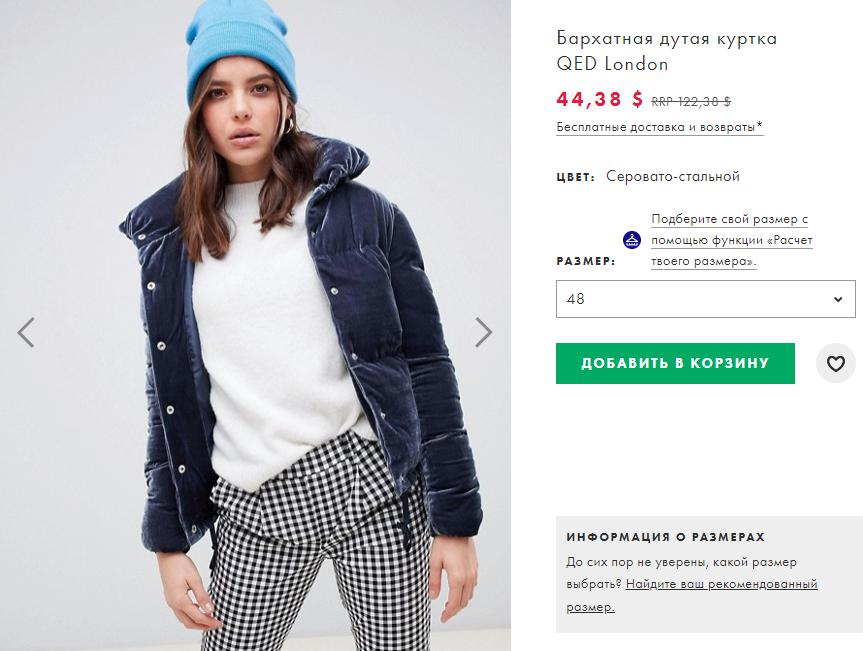 Бархатная дутая куртка
QED London
44,38 $ RRP 122,38 $
Бесплатные доставка и возвраты*
ЦВЕТ: Серовато-стальной
Подберите свой размер с
помощью функции «Расчет
твоего размера».
РАЗМЕР:
48
ДОБАВИТЬ В КОРЗИНУ
ИНФОРМАЦИЯ О РАЗМЕРАХ
До сих пор не уверены, какой размер
выбрать? Найдите ваш рекомендованный
размер.